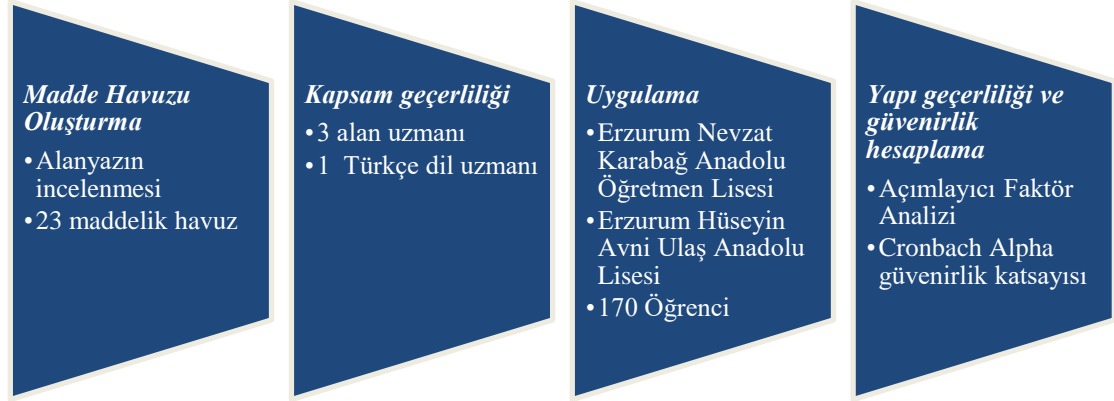 Madde Havuzu
Oluşturma
•Alanyazın
incelenmesi
•23 maddelik havuz
Kapsam geçerliliği
•3 alan uzmanı
•1 Türkçe dil uzmanı
Uygulama
•Erzurum Nevzat
Karabağ Anadolu
Öğretmen Lisesi
•Erzurum Hüseyin
Avni Ulaş Anadolu
Lisesi
•170 Öğrenci
Yapı geçerliliği ve
güvenirlik
hesaplama
•Açımlayıcı Faktör
Analizi
•Cronbach Alpha
güvenirlik katsayısı